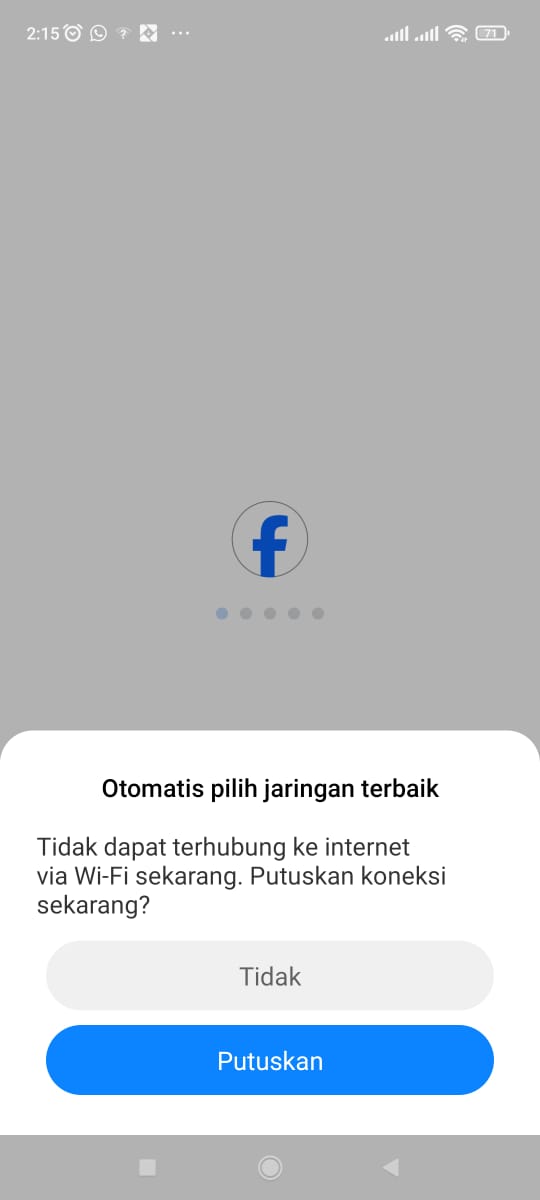 2:15
71
Otomatis pilih jaringan terbaik
Tidak dapat terhubung ke internet
via Wi-Fi sekarang. Putuskan koneksi
sekarang?
Tidak
Putuskan